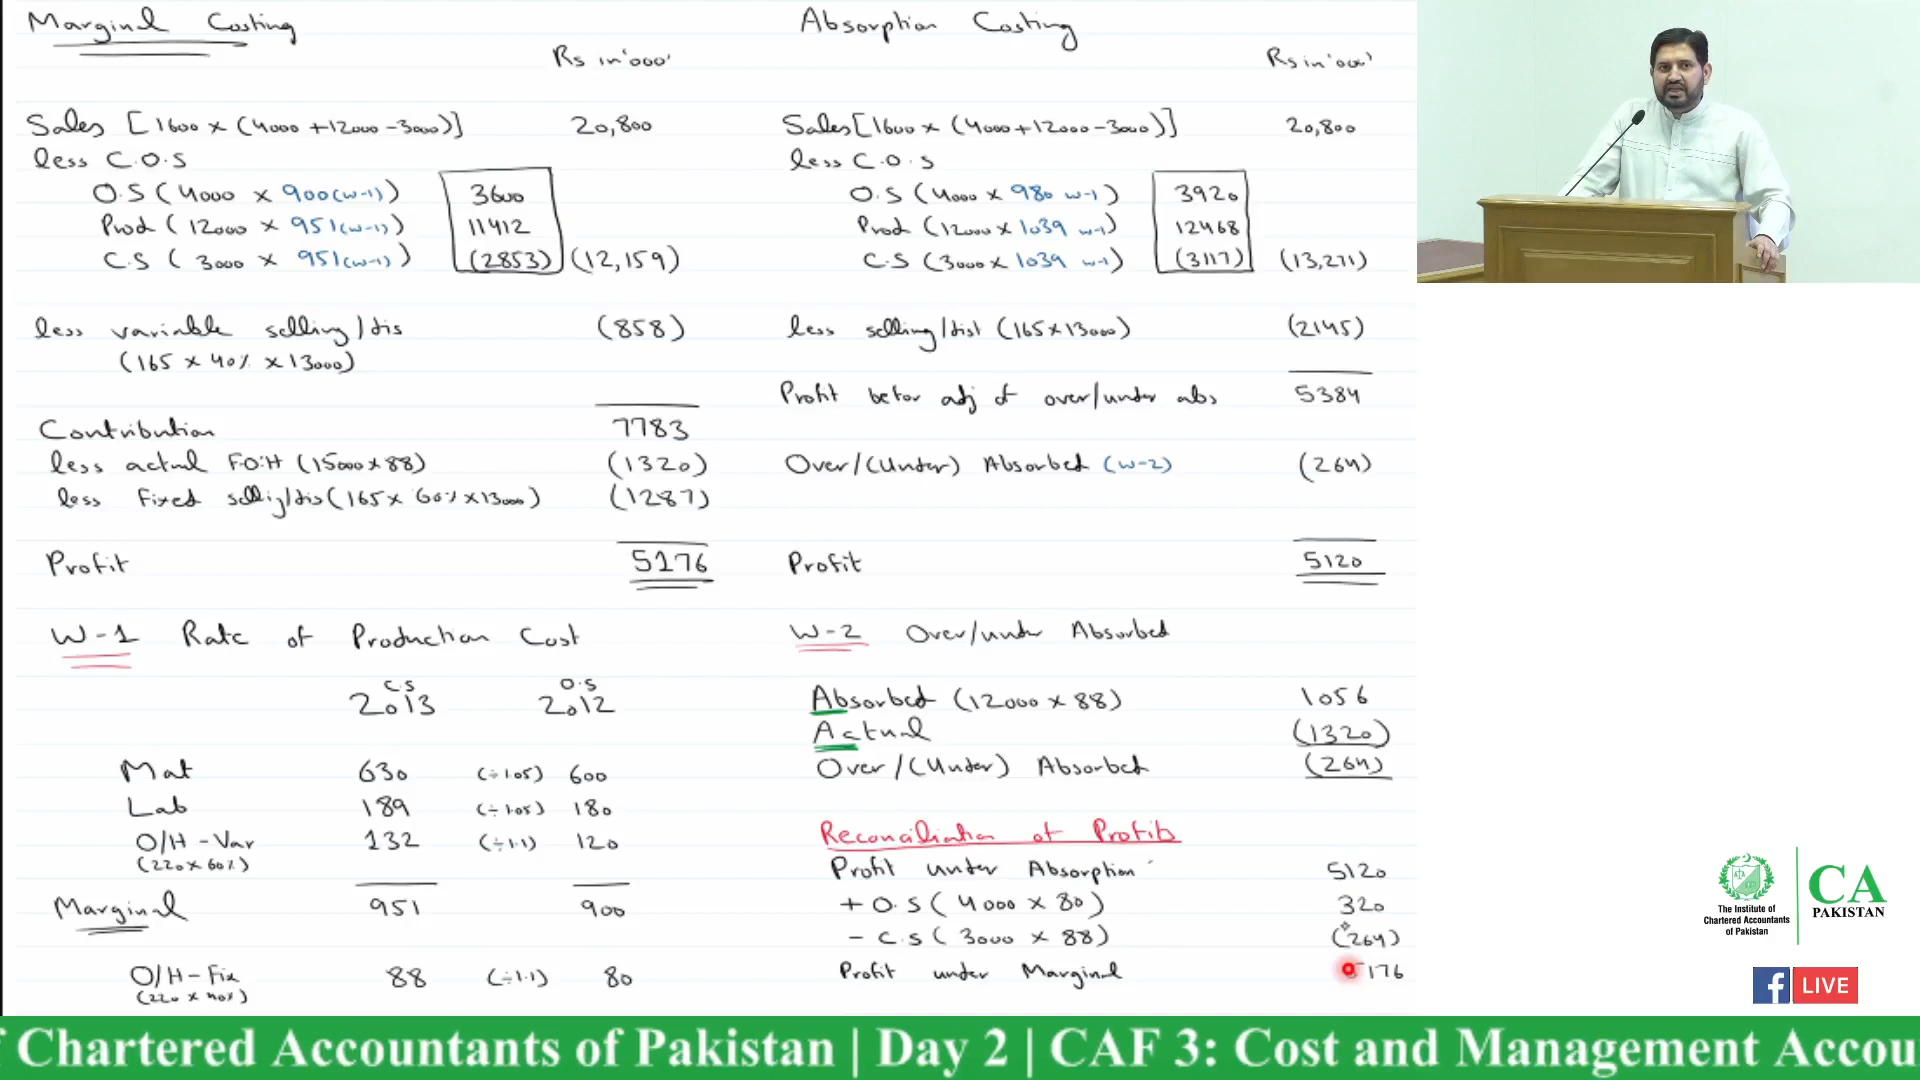 Marginal Costing
Rs in '000'
Sales [1600 x (4000 +12000 -3000)] 20,800
less C.O.S
O.S (4000 x 900 (w-1)) 3600
Prod (12000 x 951 (w-1)) 11412
C.S (3000 x 951 (w-1)) (2853) (12,159)
less variable selling/dis (858)
(165 x 40% x 13000)
Contribution 7783
less actual F.O.H (15000 x 88) (1320)
less Fixed sellig/dis (165 x 60% x 13000) (1287)
Profit 5176
W-1 Rate of Production Cost
C.S O.S
2013 2012
Mat 630 (÷1.05) 600
Lab 189 (÷1.05) 180
O/H - Var 132 (÷1.1) 120
(220 x 60%)
Marginal 951 900
O/H - Fix 88 (÷1.1) 80
(220 x 40%)
Absorption Costing
Rs in '000'
Sales [1600 x (4000 +12000 -3000)] 20,800
less C.O.S
O.S (4000 x 980 w-1) 3920
Prod (12000 x 1039 w-1) 12468
C.S (3000 x 1039 w-1) (3117) (13,271)
less selling/dist (165 x 13000) (2145)
Profit befor adj of over/under abs 5384
Over/(Under) Absorbed (w-2) (264)
Profit 5120
W-2 Over/under Absorbed
Absorbed (12000 x 88) 1056
Actual (1320)
Over/(Under) Absorbed (264)
Reconciliation of Profits
Profit under Absorption 5120
+ O.S (4000 x 80) 320
- C.S (3000 x 88) (264)
Profit under Marginal 5176
The Institute of
Chartered Accountants
of Pakistan
CA
PAKISTAN
f LIVE
f Chartered Accountants of Pakistan | Day 2 | CAF 3: Cost and Management Accou